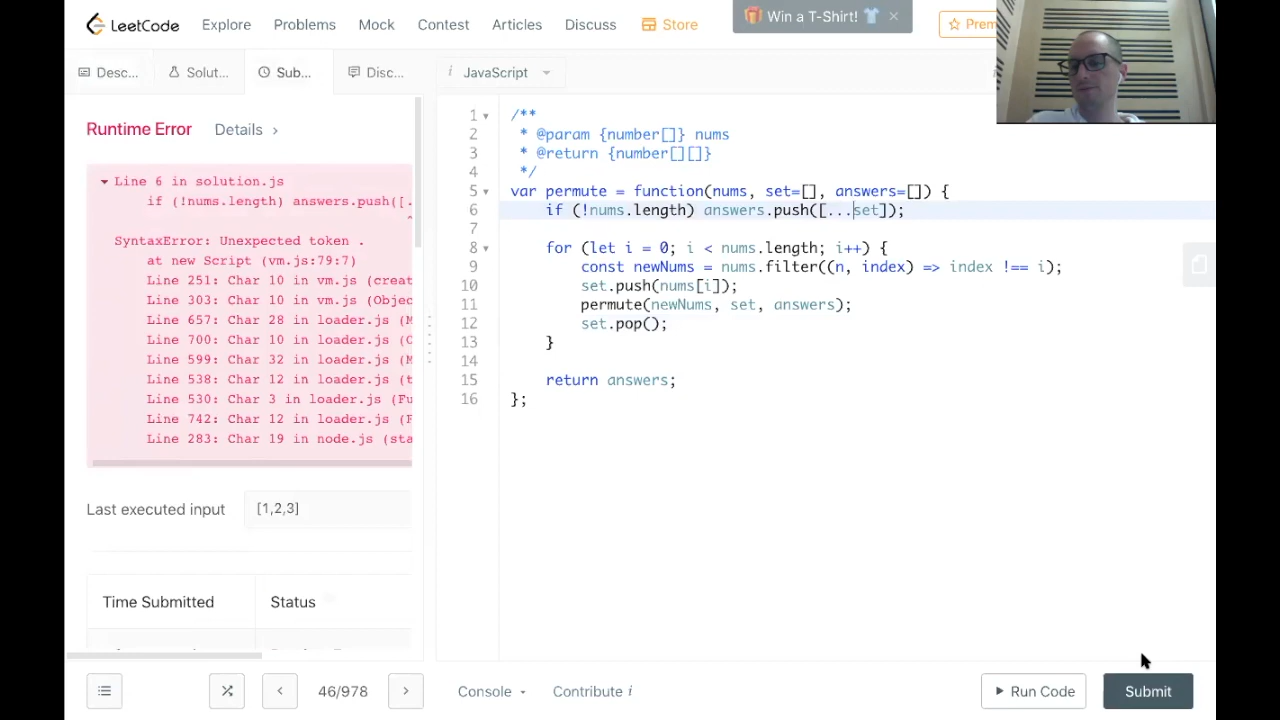 LeetCode
Explore
Problems
Mock
Contest
Articles
Discuss
Store
Win a T-Shirt!
×
Prem
Desc...
Solut...
Sub...
Disc...
i JavaScript
Runtime Error
Details
Line 6 in solution.js
if (!nums.length) answers.push([.
^
SyntaxError: Unexpected token .
at new Script (vm.js:79:7)
Line 251: Char 10 in vm.js (creat
Line 303: Char 10 in vm.js (Objec
Line 657: Char 28 in loader.js (M
Line 700: Char 10 in loader.js (O
Line 599: Char 32 in loader.js (M
Line 538: Char 12 in loader.js (t
Line 530: Char 3 in loader.js (Fu
Line 742: Char 12 in loader.js (F
Line 283: Char 19 in node.js (sta
Last executed input
[1,2,3]
Time Submitted
Status
1 /**
2 * @param {number[]} nums
3 * @return {number[][]}
4 */
5 var permute = function(nums, set=[], answers=[]) {
6 if (!nums.length) answers.push([...set]);
7
8 for (let i = 0; i < nums.length; i++) {
9 const newNums = nums.filter((n, index) => index !== i);
10 set.push(nums[i]);
11 permute(newNums, set, answers);
12 set.pop();
13 }
14
15 return answers;
16 };
46/978
Console
Contribute i
Run Code
Submit